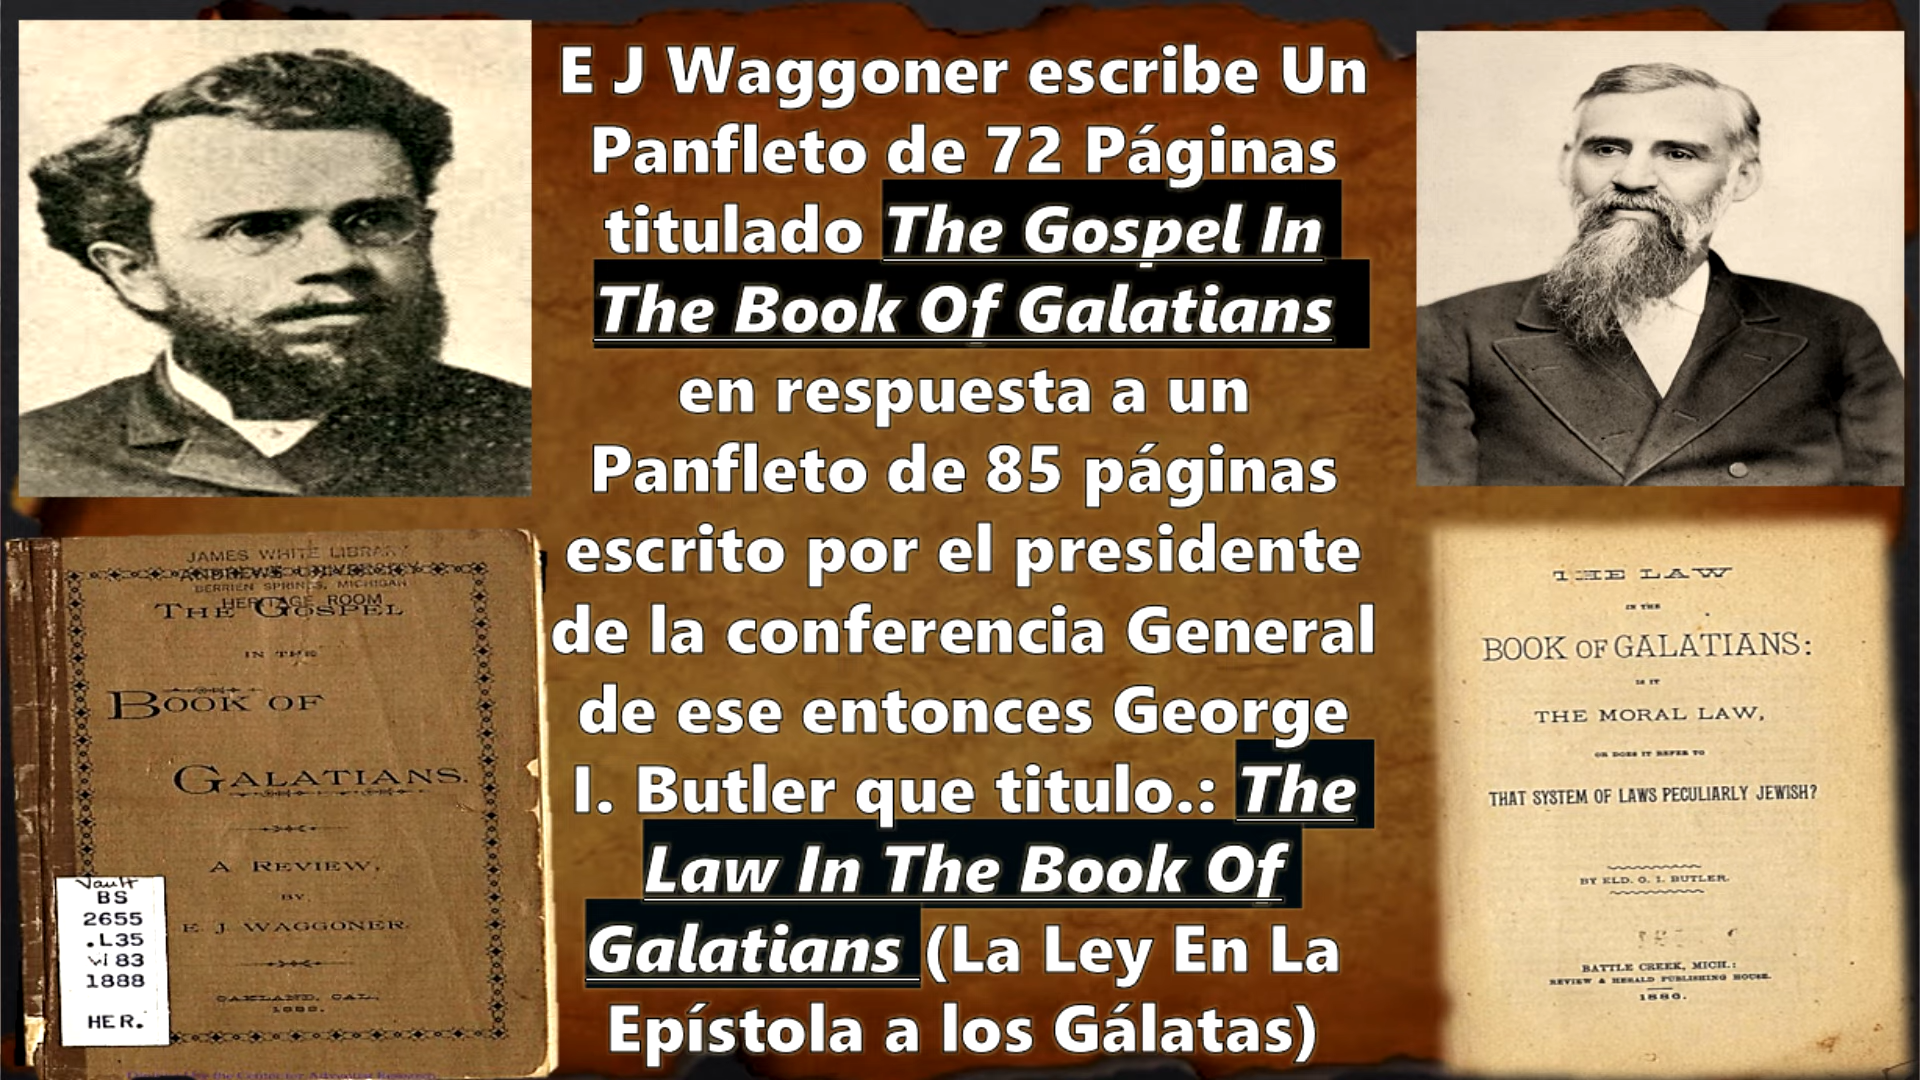 E J Waggoner escribe Un
Panfleto de 72 Páginas
titulado The Gospel In
The Book Of Galatians
en respuesta a un
Panfleto de 85 páginas
escrito por el presidente
de la conferencia General
de ese entonces George
I. Butler que titulo.: The
Law In The Book Of
Galatians (La Ley En La
Epístola a los Gálatas)
JAMES WHITE LIBRARY
ANDREWS UNIVERSITY
BERRIEN SPRINGS, MICHIGAN
HERITAGE ROOM
THE GOSPEL
IN THE
BOOK OF
GALATIANS.
A REVIEW,
BY
E J WAGGONER.
OAKLAND, CAL.
1888.
Vault
BS
2655
.L35
w83
1888
HER.
THE LAW
IN THE
BOOK OF GALATIANS:
IS IT
THE MORAL LAW,
OR DOES IT REFER TO
THAT SYSTEM OF LAWS PECULIARLY JEWISH?
BY ELD. G. I. BUTLER.
BATTLE CREEK, MICH.:
REVIEW & HERALD PUBLISHING HOUSE.
1886.